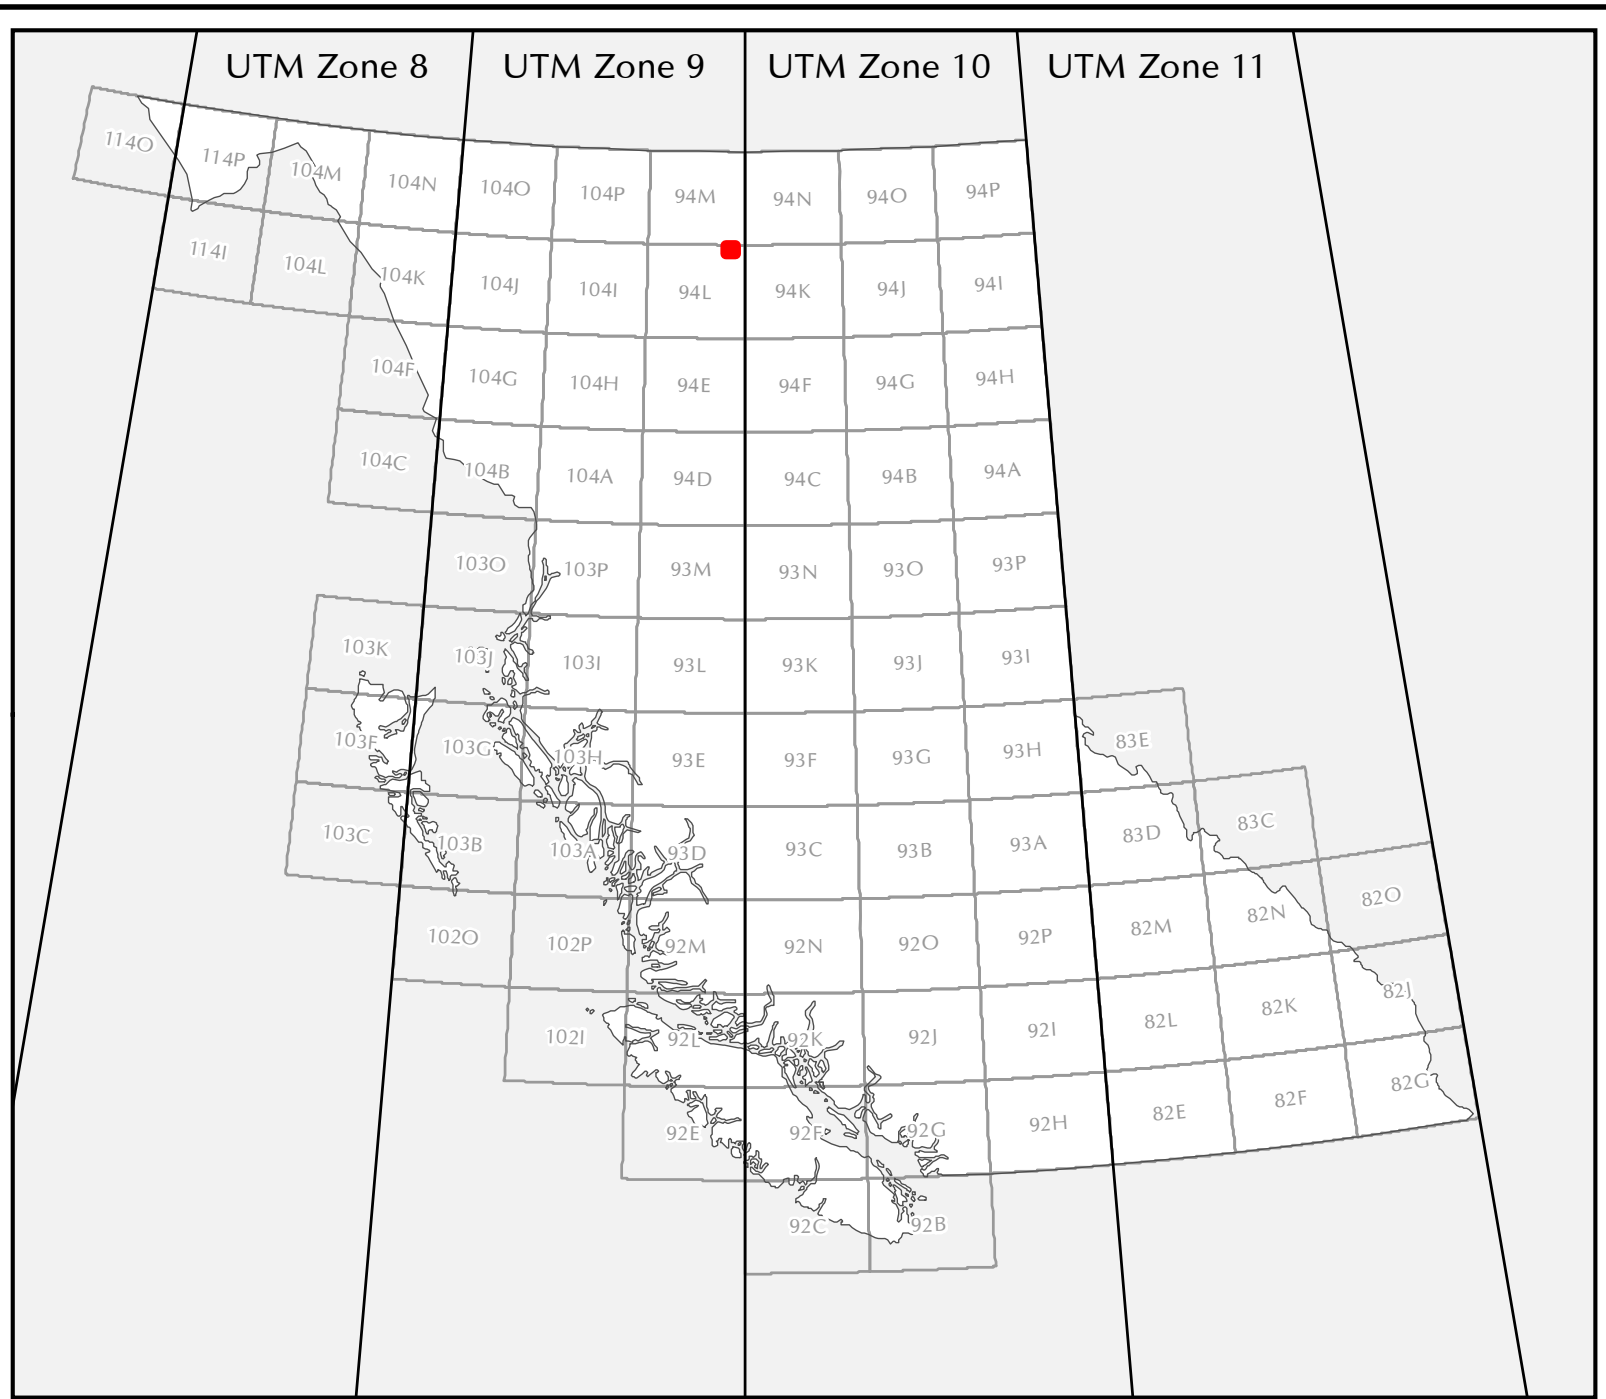 UTM Zone 8 UTM Zone 9 UTM Zone 10 UTM Zone 11
114O 114P 104M 104N 104O 104P 94M 94N 94O 94P
114I 104L 104K 104J 104I 94L 94K 94J 94I
104F 104G 104H 94E 94F 94G 94H
104C 104B 104A 94D 94C 94B 94A
103O 103P 93M 93N 93O 93P
103K 103J 103I 93L 93K 93J 93I
103F 103G 103H 93E 93F 93G 93H 83E
103C 103B 103A 93D 93C 93B 93A 83D 83C
102O 102P 92M 92N 92O 92P 82M 82N 82O
102I 92L 92K 92J 92I 82L 82K 82J
92E 92F 92G 92H 82E 82F 82G
92C 92B